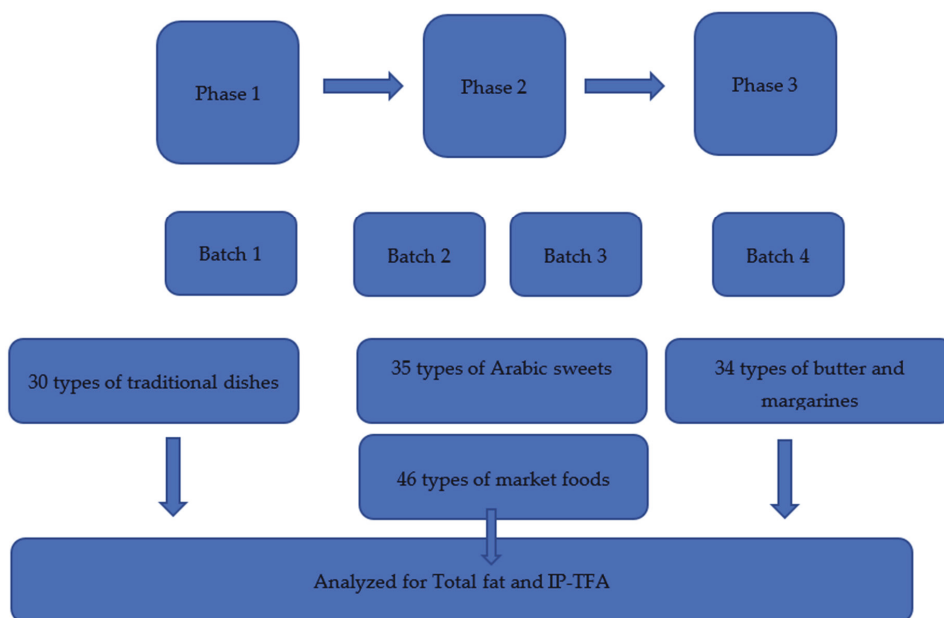 Phase 1
Phase 2
Phase 3
Batch 1
Batch 2
Batch 3
Batch 4
30 types of traditional dishes
35 types of Arabic sweets
34 types of butter and
margarines
46 types of market foods
Analyzed for Total fat and IP-TFA